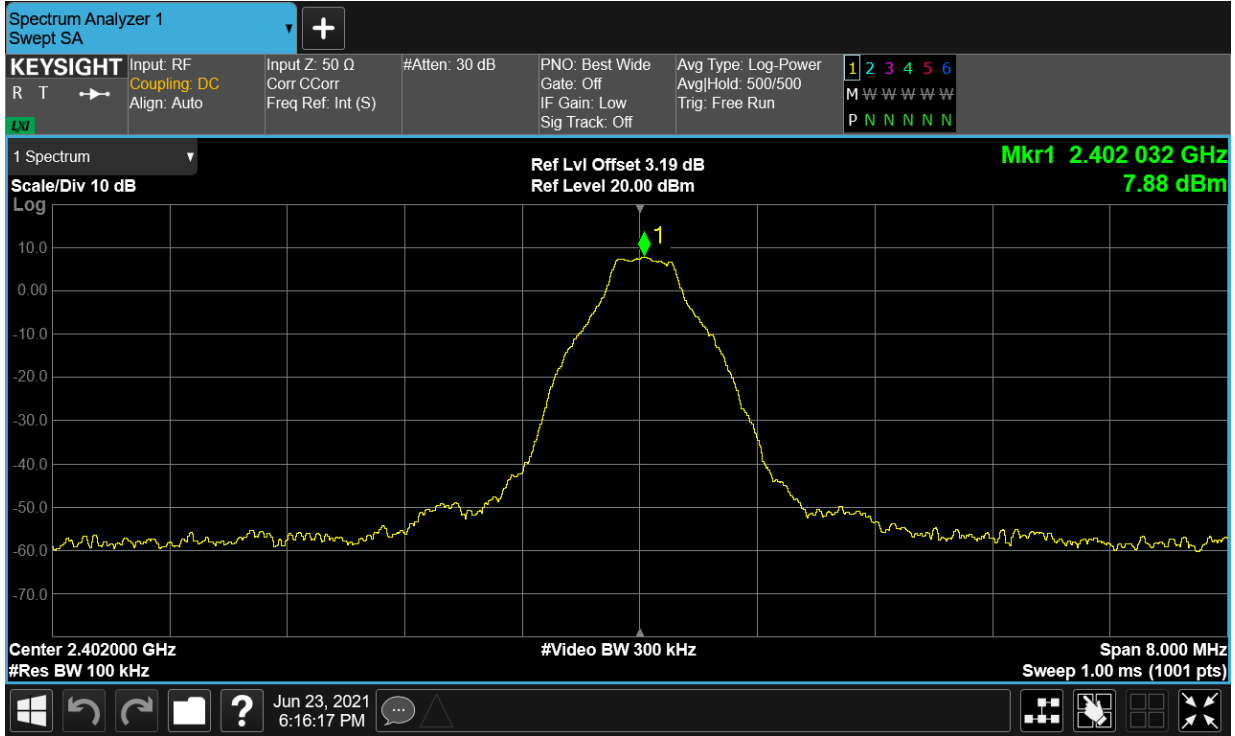 Spectrum Analyzer 1
Swept SA
KEYSIGHT
R T
LXI
Input: RF
Coupling: DC
Align: Auto
Input Z: 50 Ω
Corr CCorr
Freq Ref: Int (S)
#Atten: 30 dB
PNO: Best Wide
Gate: Off
IF Gain: Low
Sig Track: Off
Avg Type: Log-Power
Avg|Hold: 500/500
Trig: Free Run
1 2 3 4 5 6
M W W W W W
P N N N N N
1 Spectrum
Scale/Div 10 dB
Ref Lvl Offset 3.19 dB
Ref Level 20.00 dBm
Mkr1 2.402 032 GHz
7.88 dBm
Log
1
10.0
0.00
-10.0
-20.0
-30.0
-40.0
-50.0
-60.0
-70.0
Center 2.402000 GHz
#Res BW 100 kHz
#Video BW 300 kHz
Span 8.000 MHz
Sweep 1.00 ms (1001 pts)
?
Jun 23, 2021
6:16:17 PM